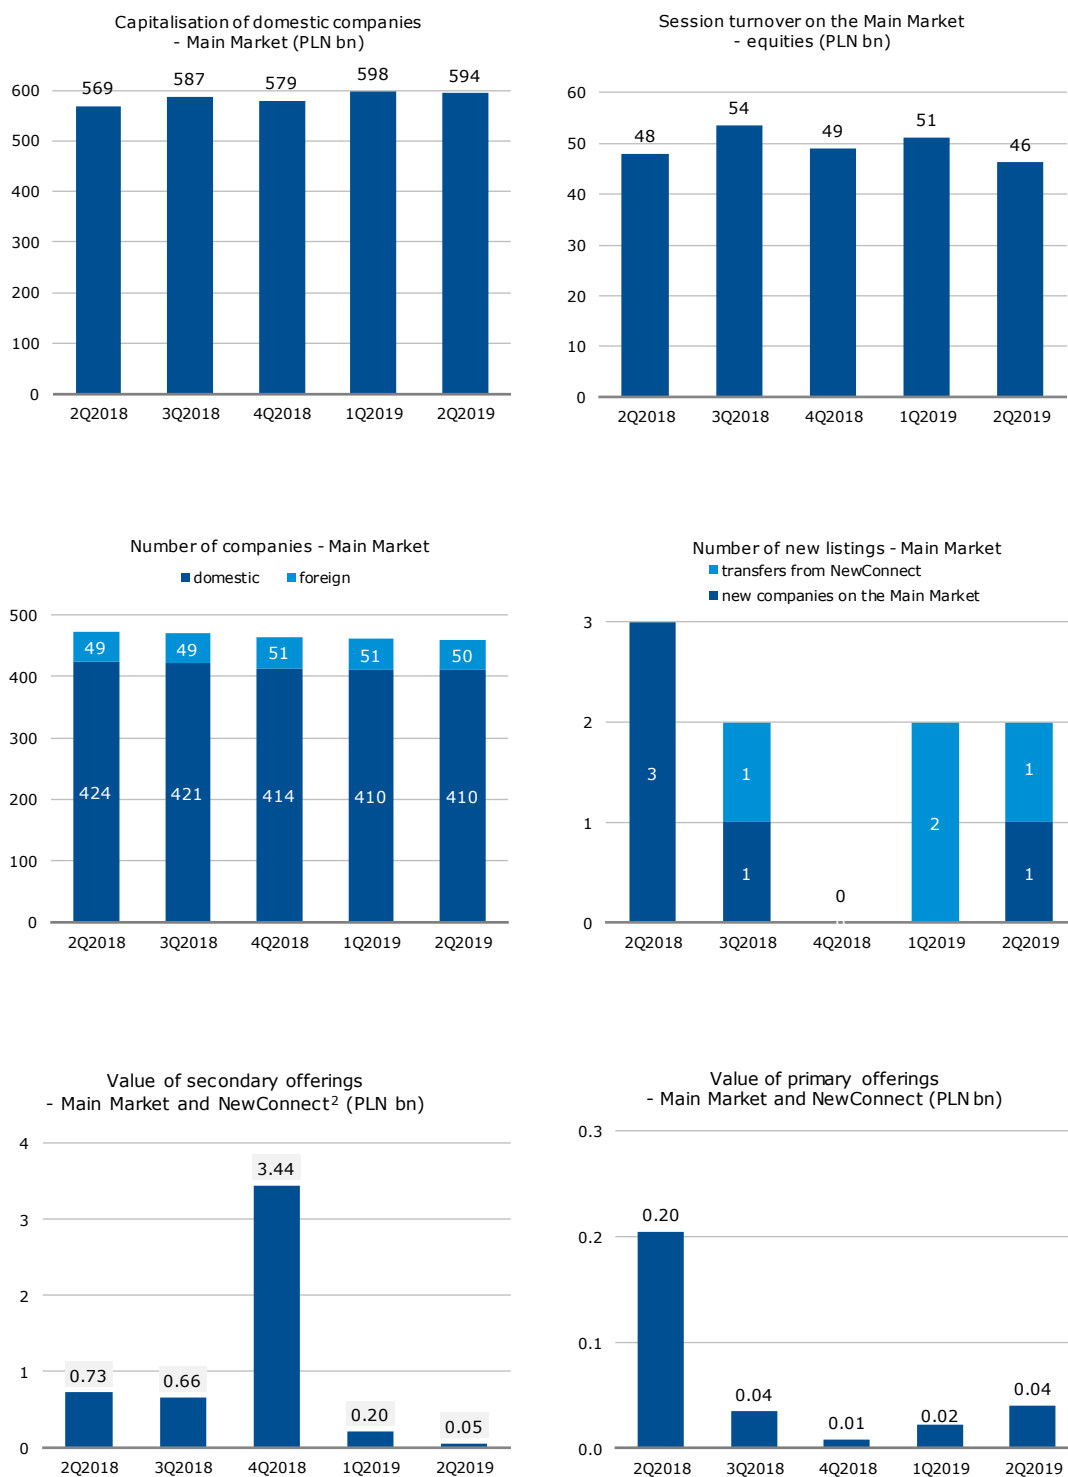 Capitalisation of domestic companies
- Main Market (PLN bn)
600
500
400
300
200
100
0
569
587
579
598
594
2Q2018 3Q2018 4Q2018 1Q2019 2Q2019
Session turnover on the Main Market
- equities (PLN bn)
60
50
40
30
20
10
0
48
54
49
51
46
2Q2018 3Q2018 4Q2018 1Q2019 2Q2019
Number of companies - Main Market
domestic foreign
500
400
300
200
100
0
49 49 51 51 50
424 421 414 410 410
2Q2018 3Q2018 4Q2018 1Q2019 2Q2019
Number of new listings - Main Market
transfers from NewConnect
new companies on the Main Market
3
2
1
0
3
1
1
0
2
1
1
2Q2018 3Q2018 4Q2018 1Q2019 2Q2019
Value of secondary offerings
- Main Market and NewConnect² (PLN bn)
4
3
2
1
0
0.73
0.66
3.44
0.20
0.05
2Q2018 3Q2018 4Q2018 1Q2019 2Q2019
Value of primary offerings
- Main Market and NewConnect (PLN bn)
0.3
0.2
0.1
0.0
0.20
0.04
0.01
0.02
0.04
2Q2018 3Q2018 4Q2018 1Q2019 2Q2019